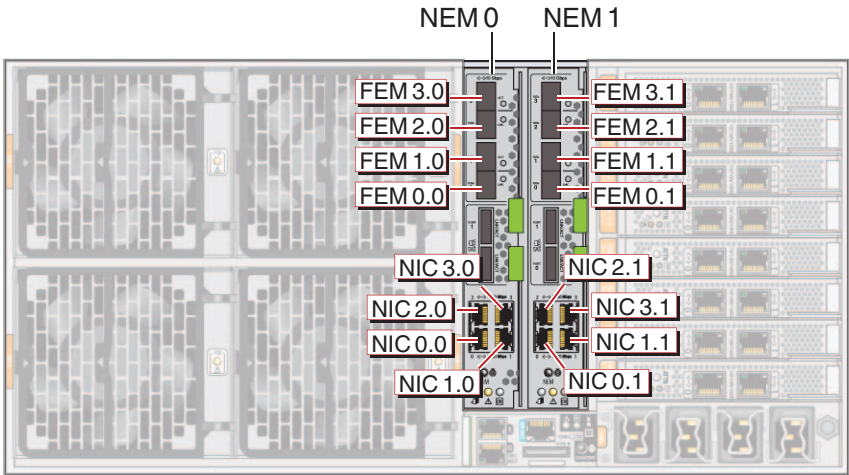 NEM 0 NEM 1
FEM 3.0 FEM 3.1
FEM 2.0 FEM 2.1
FEM 1.0 FEM 1.1
FEM 0.0 FEM 0.1
NIC 3.0 NIC 2.1
NIC 2.0 NIC 3.1
NIC 0.0 NIC 1.1
NIC 1.0 NIC 0.1